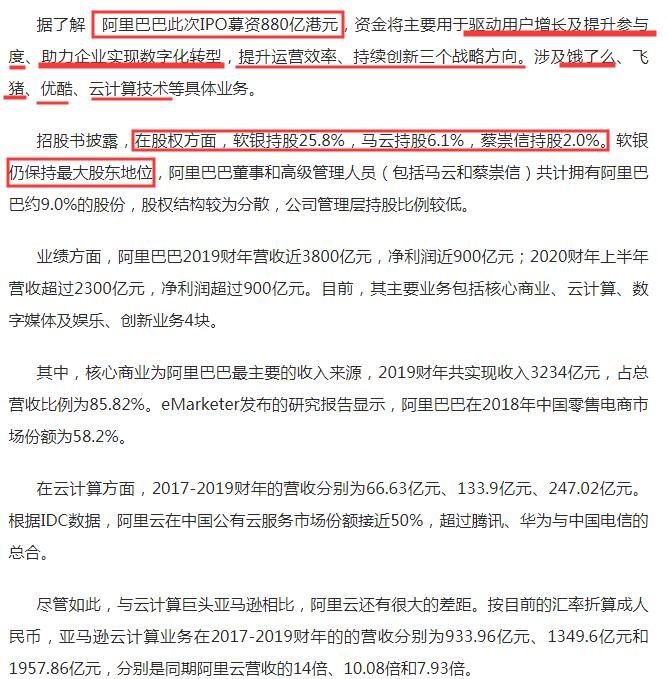 据了解 阿里巴巴此次IPO募资880亿港元，资金将主要用于驱动用户增长及提升参与
度、助力企业实现数字化转型，提升运营效率、持续创新三个战略方向。涉及饿了么、飞
猪、优酷、云计算技术等具体业务。
招股书披露，在股权方面，软银持股25.8%，马云持股6.1%，蔡崇信持股2.0%。软银
仍保持最大股东地位，阿里巴巴董事和高级管理人员（包括马云和蔡崇信）共计拥有阿里巴
巴约9.0%的股份，股权结构较为分散，公司管理层持股比例较低。
业绩方面，阿里巴巴2019财年营收近3800亿元，净利润近900亿元；2020财年上半年
营收超过2300亿元，净利润超过900亿元。目前，其主要业务包括核心商业、云计算、数
字媒体及娱乐、创新业务4块。
其中，核心商业为阿里巴巴最主要的收入来源，2019财年共实现收入3234亿元，占总
营收比例为85.82%。eMarketer发布的研究报告显示，阿里巴巴在2018年中国零售电商市
场份额为58.2%。
在云计算方面，2017-2019财年的营收分别为66.63亿元、133.9亿元、247.02亿元。
根据IDC数据，阿里云在中国公有云服务市场份额接近50%，超过腾讯、华为与中国电信的
总合。
尽管如此，与云计算巨头亚马逊相比，阿里云还有很大的差距。按目前的汇率折算成人
民币，亚马逊云计算业务在2017-2019财年的的营收分别为933.96亿元、1349.6亿元和
1957.86亿元，分别是同期阿里云营收的14倍、10.08倍和7.93倍。